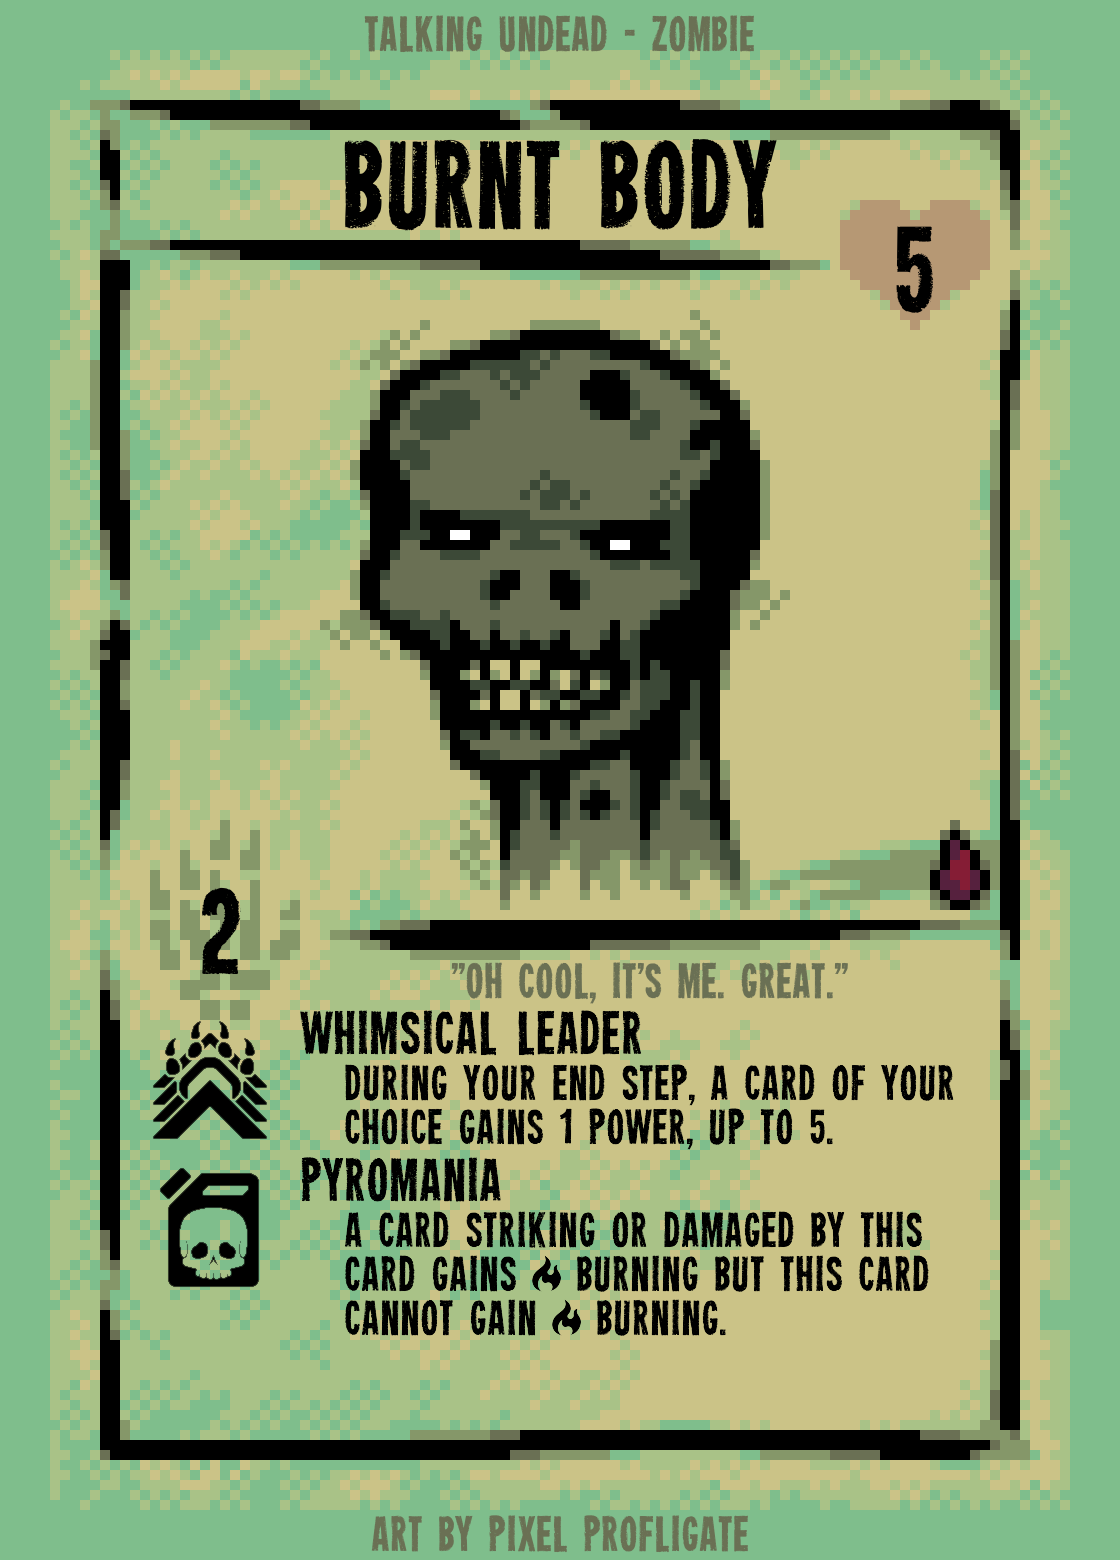 TALKING UNDEAD - ZOMBIE
BURNT BODY
5
2
"OH COOL, IT'S ME. GREAT."
WHIMSICAL LEADER
DURING YOUR END STEP, A CARD OF YOUR
CHOICE GAINS 1 POWER, UP TO 5.
PYROMANIA
A CARD STRIKING OR DAMAGED BY THIS
CARD GAINS BURNING BUT THIS CARD
CANNOT GAIN BURNING.
ART BY PIXEL PROFLIGATE